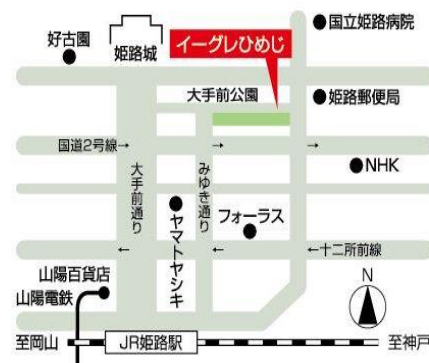 国立姫路病院
好古園
姫路城
イーグレひめじ
大手前公園
姫路郵便局
国道2号線→
→
→
NHK
大手前通り
みゆき通り
ヤマトヤシキ
フォーラス
←
←
←十二所前線
山陽百貨店
山陽電鉄
N
至岡山
JR姫路駅
至神戸